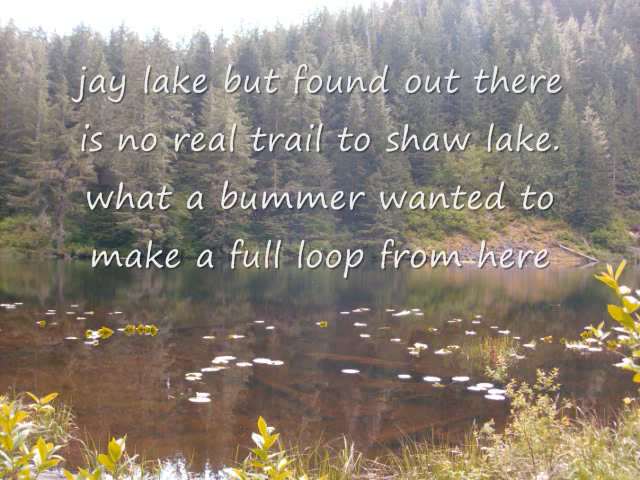 jay lake but found out there
is no real trail to shaw lake.
what a bummer wanted to
make a full loop from here